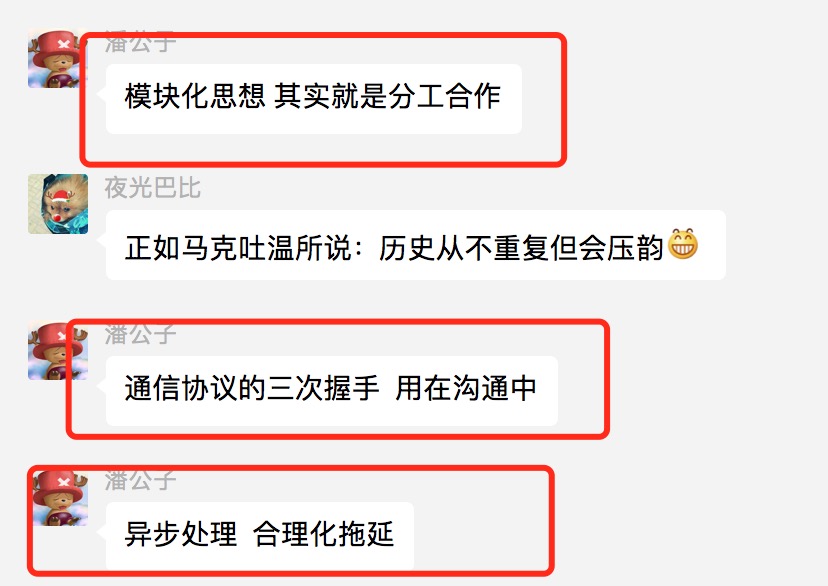 潘公子
模块化思想 其实就是分工合作
夜光巴比
正如马克吐温所说：历史从不重复但会压韵😁
潘公子
通信协议的三次握手 用在沟通中
潘公子
异步处理 合理化拖延